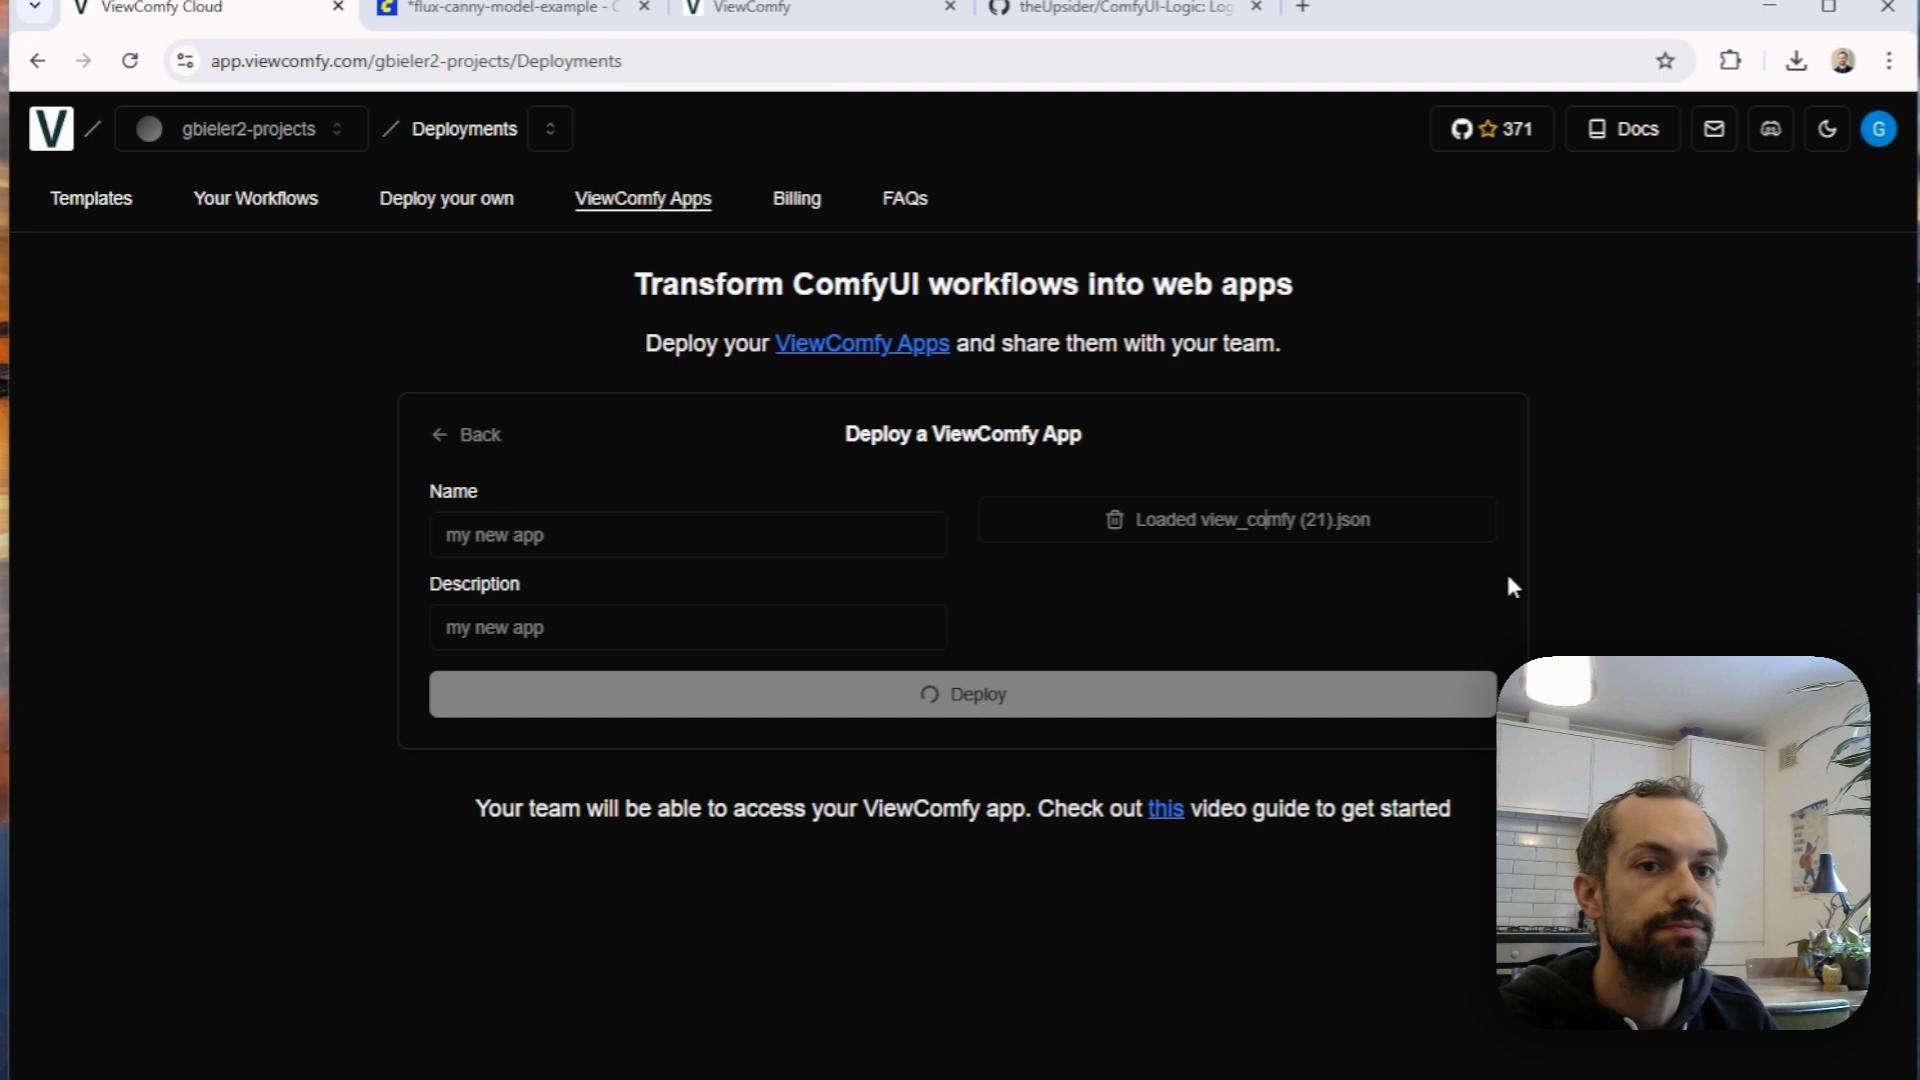 ViewComfy Cloud
*flux-canny-model-example - C
ViewComfy
theUpsider/ComfyUI-Logic: Log
app.viewcomfy.com/gbieler2-projects/Deployments
V
gbieler2-projects
Deployments
371
Docs
G
Templates
Your Workflows
Deploy your own
ViewComfy Apps
Billing
FAQs
Transform ComfyUI workflows into web apps
Deploy your ViewComfy Apps and share them with your team.
Back
Deploy a ViewComfy App
Name
my new app
Loaded view_comfy (21).json
Description
my new app
Deploy
Your team will be able to access your ViewComfy app. Check out this video guide to get started